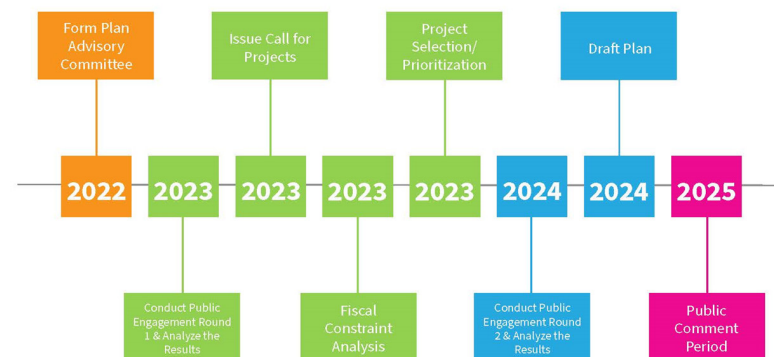 Form Plan
Advisory
Committee
Issue Call for
Projects
Project
Selection/
Prioritization
Draft Plan
2022
2023
2023
2023
2023
2024
2024
2025
Conduct Public
Engagement Round
1 & Analyze the
Results
Fiscal
Constraint
Analysis
Conduct Public
Engagement Round
2 & Analyze the
Results
Public
Comment
Period